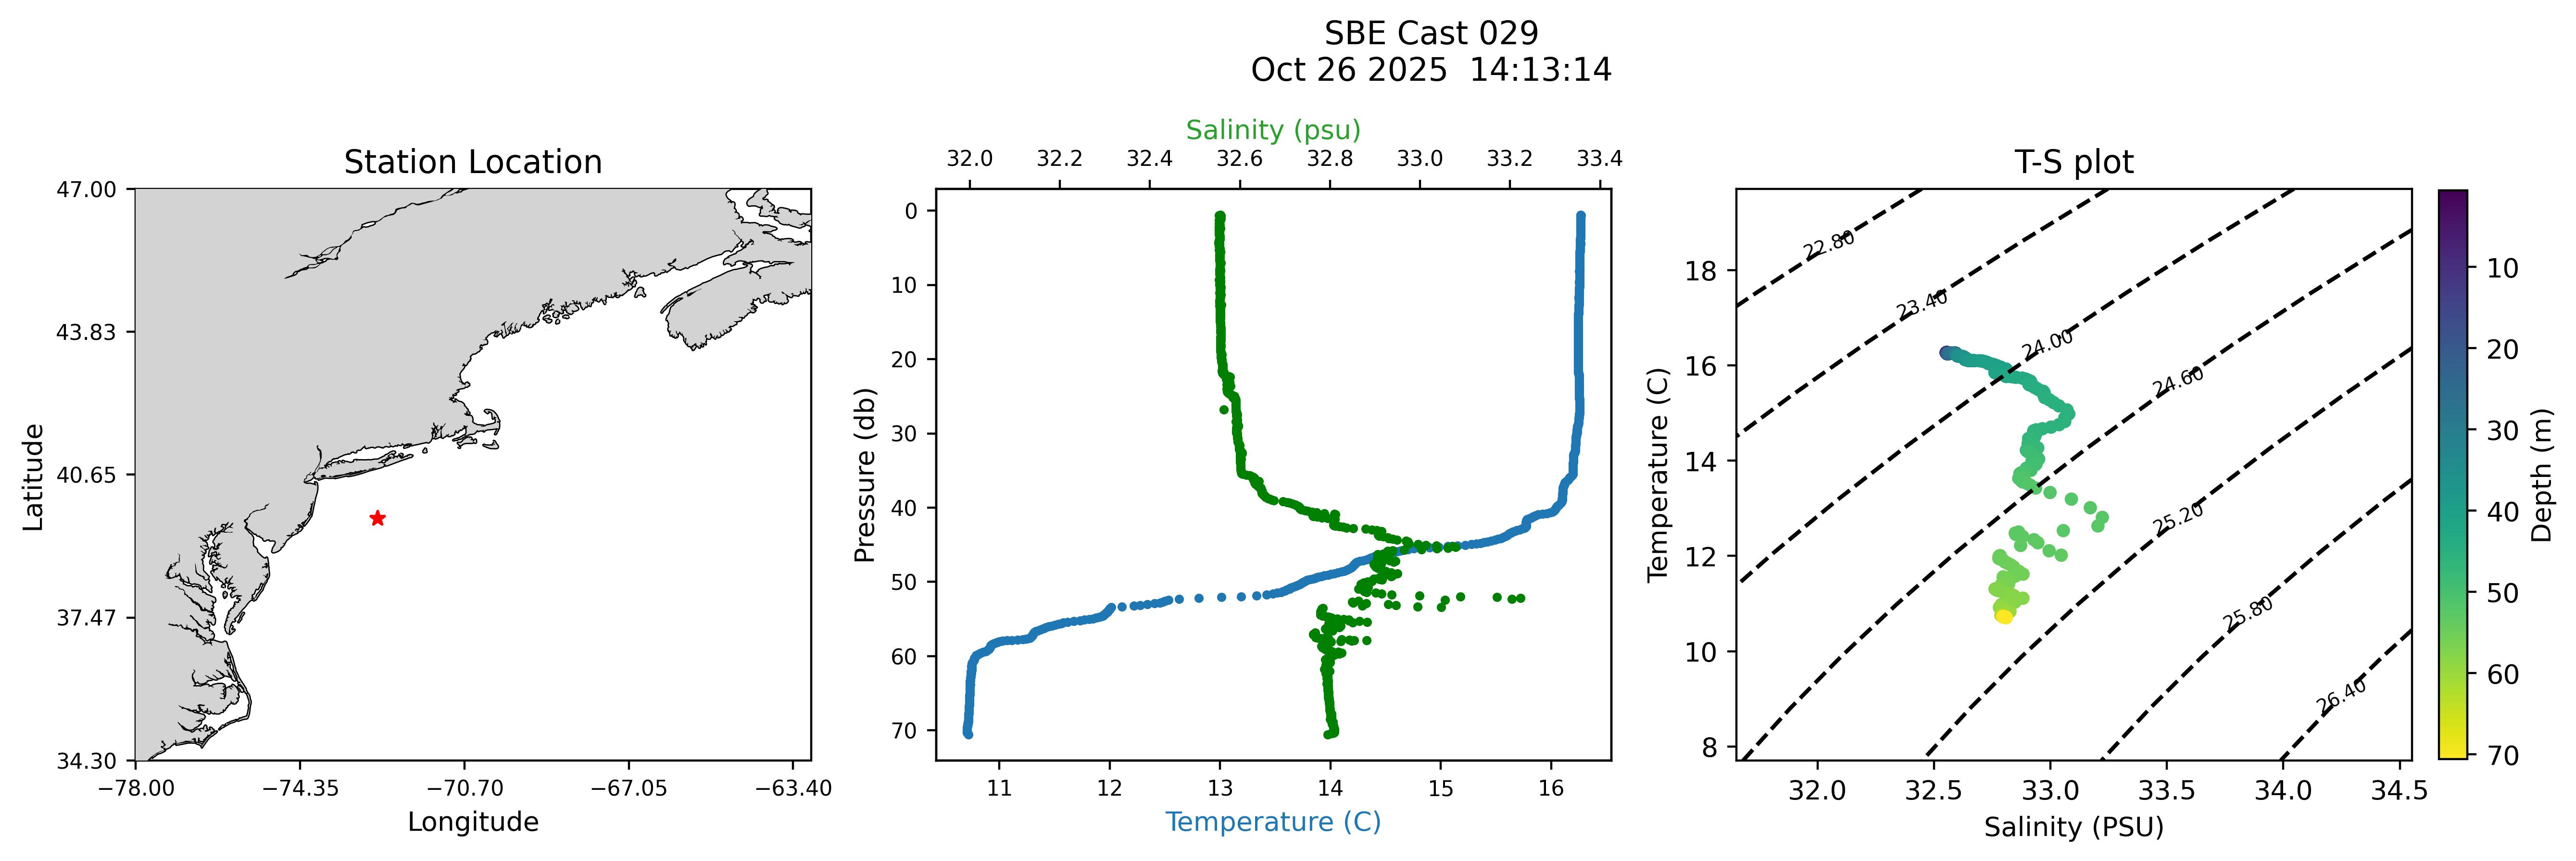 SBE Cast 029
Oct 26 2025  14:13:14
Station Location
47.00
43.83
40.65
37.47
34.30
Latitude
−78.00 −74.35 −70.70 −67.05 −63.40
Longitude
Salinity (psu)
32.0 32.2 32.4 32.6 32.8 33.0 33.2 33.4
0
10
20
30
40
50
60
70
Pressure (db)
11 12 13 14 15 16
Temperature (C)
T-S plot
18
16
14
12
10
8
Temperature (C)
22.80
23.40
24.00
24.60
25.20
25.80
26.40
32.0 32.5 33.0 33.5 34.0 34.5
Salinity (PSU)
10
20
30
40
50
60
70
Depth (m)